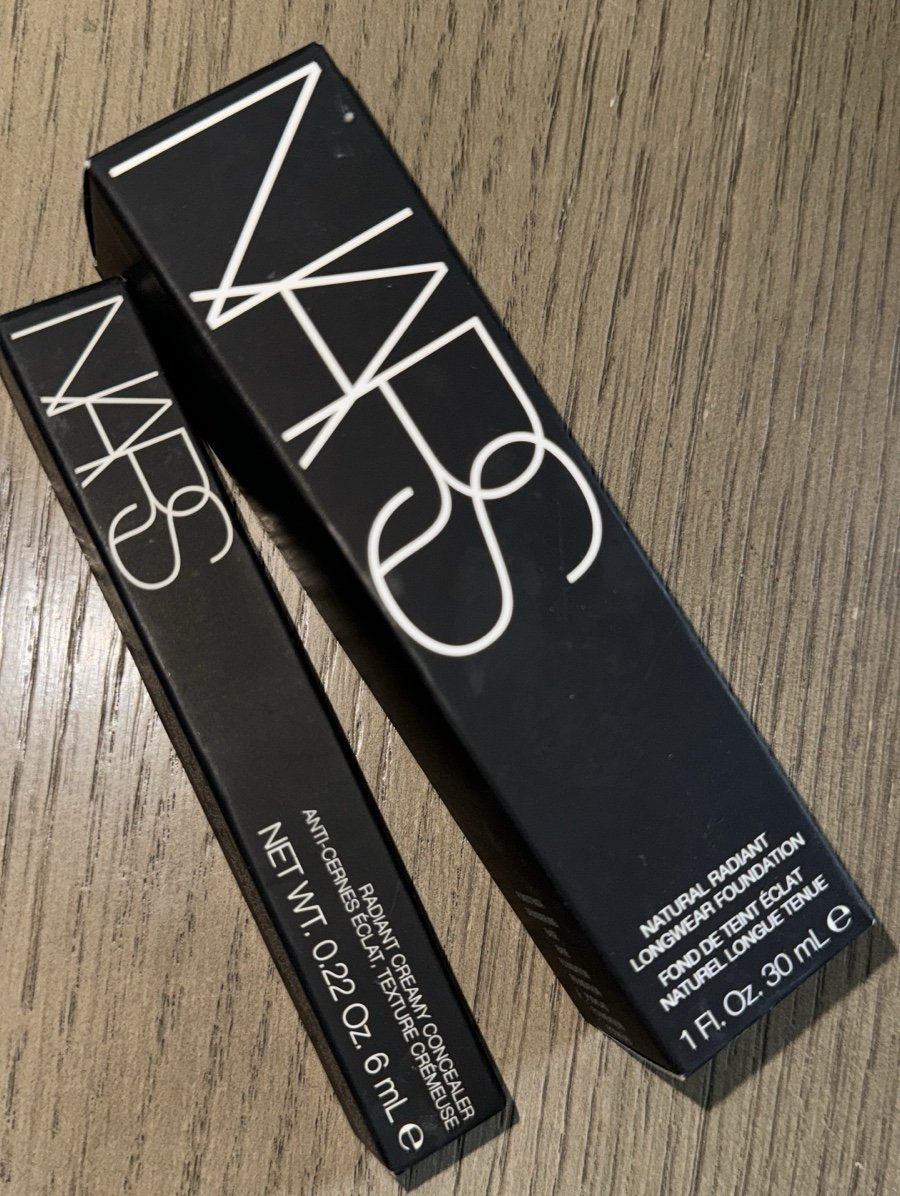 NARS
RADIANT CREAMY CONCEALER
ANTI-CERNES ÉCLAT, TEXTURE CRÉMEUSE
NET WT. 0.22 Oz. 6 mL ℮
NARS
NATURAL RADIANT
LONGWEAR FOUNDATION
FOND DE TEINT ÉCLAT
NATUREL LONGUE TENUE
1 Fl. Oz. 30 mL ℮